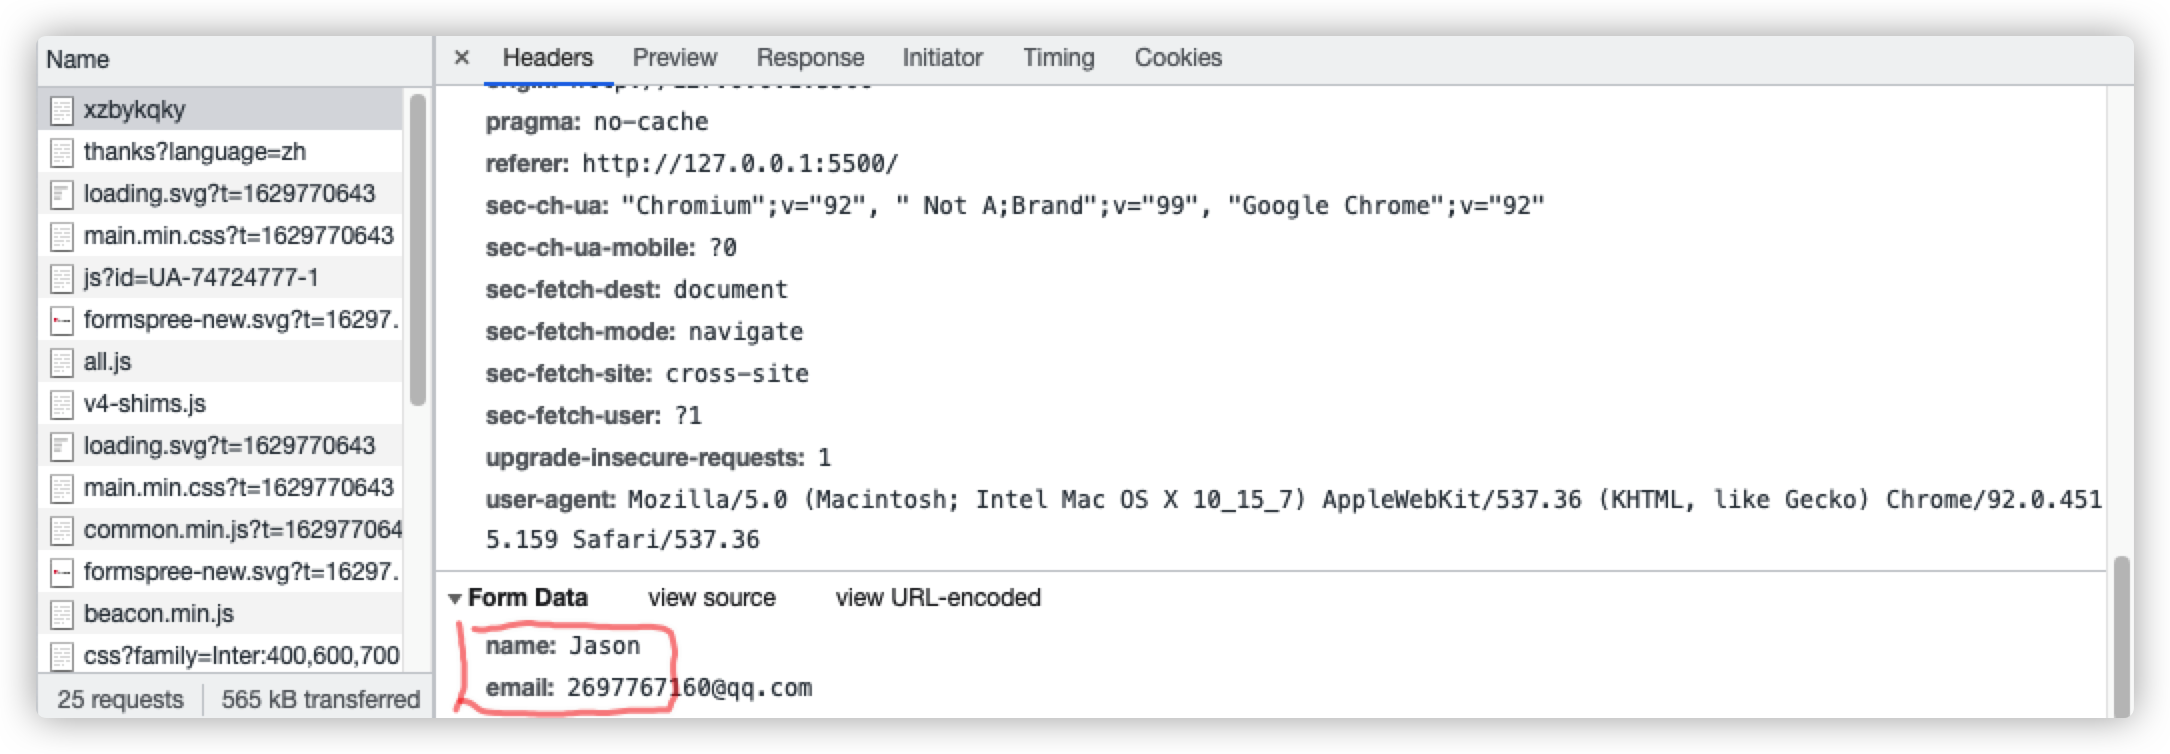 Name
xzbykqky
thanks?language=zh
loading.svg?t=1629770643
main.min.css?t=1629770643
js?id=UA-74724777-1
formspree-new.svg?t=16297.
all.js
v4-shims.js
loading.svg?t=1629770643
main.min.css?t=1629770643
common.min.js?t=162977064
formspree-new.svg?t=16297.
beacon.min.js
css?family=Inter:400,600,700
25 requests 565 kB transferred
× Headers Preview Response Initiator Timing Cookies
pragma: no-cache
referer: http://127.0.0.1:5500/
sec-ch-ua: "Chromium";v="92", " Not A;Brand";v="99", "Google Chrome";v="92"
sec-ch-ua-mobile: ?0
sec-fetch-dest: document
sec-fetch-mode: navigate
sec-fetch-site: cross-site
sec-fetch-user: ?1
upgrade-insecure-requests: 1
user-agent: Mozilla/5.0 (Macintosh; Intel Mac OS X 10_15_7) AppleWebKit/537.36 (KHTML, like Gecko) Chrome/92.0.451
5.159 Safari/537.36
Form Data view source view URL-encoded
name: Jason
email: 2697767160@qq.com